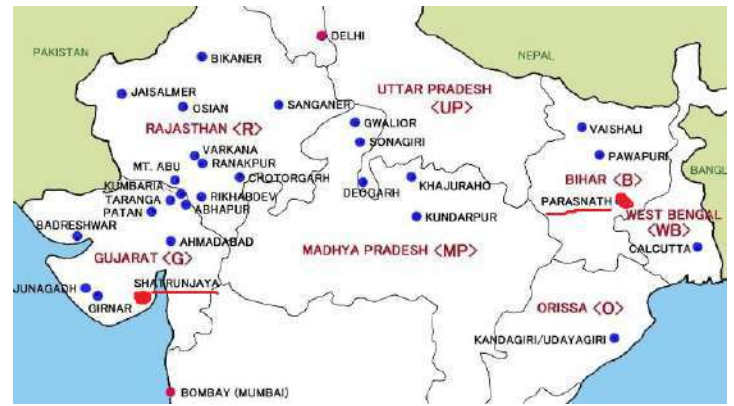 DELHI
PAKISTAN
NEPAL
BIKANER
UTTAR PRADESH
<UP>
JAISALMER
OSIAN
SANGANER
GWALIOR
RAJASTHAN <R>
SONAGIRI
VAISHALI
VARKANA
RANAKPUR
PAWAPURI
MT. ABU
CHOTORGARH
KHAJURAHO
BIHAR <B>
BANGL
KUMBARIA
TARANGA
RIKHABDEV
DEOGARH
PARASNATH
PATAN
ABHAPUR
KUNDARPUR
WEST BENGAL
<WB>
BADRESHWAR
AHMADABAD
MADHYA PRADESH <MP>
CALCUTTA
GUJARAT <G>
JUNAGADH
SHATRUNJAYA
GIRNAR
ORISSA <O>
KANDAGIRI/UDAYAGIRI
BOMBAY (MUMBAI)